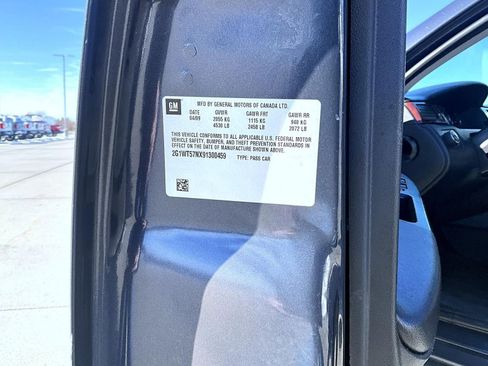 GM
MFD BY GENERAL MOTORS OF CANADA LTD.
DATE GVWR GAWR FRT GAWR RR
04/09 2055 KG 1115 KG 940 KG
4530 LB 2458 LB 2072 LB
THIS VEHICLE CONFORMS TO ALL APPLICABLE U.S. FEDERAL MOTOR
VEHICLE SAFETY, BUMPER, AND THEFT PREVENTION STANDARDS IN
EFFECT ON THE DATE OF MANUFACTURE SHOWN ABOVE.
2G1WT57NX91300459 TYPE: PASS CAR